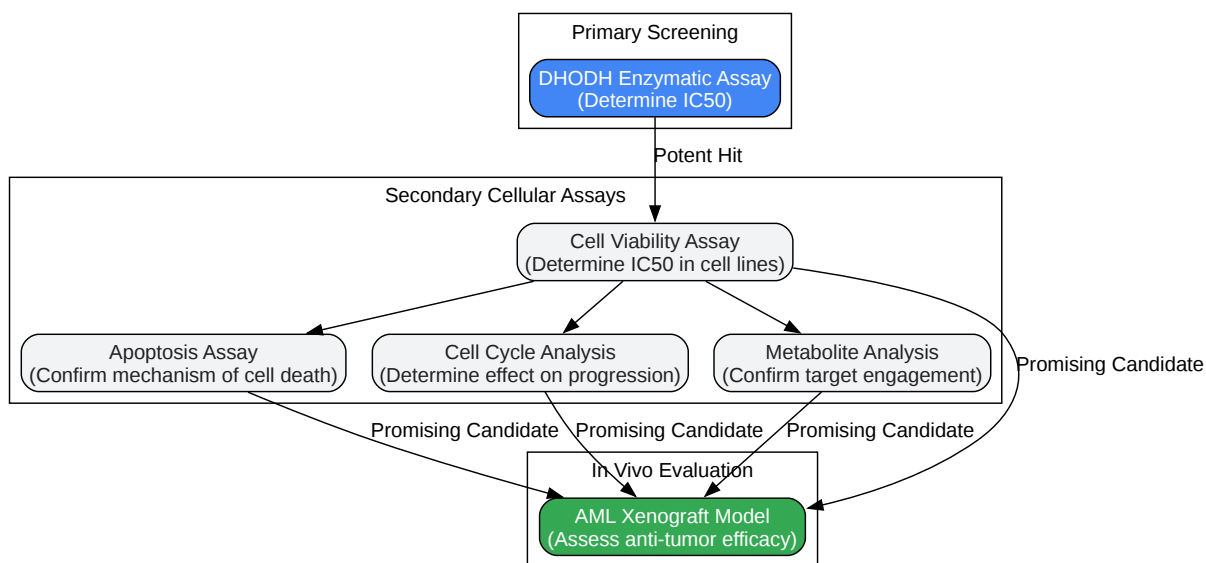 Primary Screening
DHODH Enzymatic Assay
(Determine IC50)
Potent Hit
Secondary Cellular Assays
Cell Viability Assay
(Determine IC50 in cell lines)
Apoptosis Assay
(Confirm mechanism of cell death)
Cell Cycle Analysis
(Determine effect on progression)
Metabolite Analysis
(Confirm target engagement)
Promising Candidate
Promising Candidate
Promising Candidate
Promising Candidate
In Vivo Evaluation
AML Xenograft Model
(Assess anti-tumor efficacy)